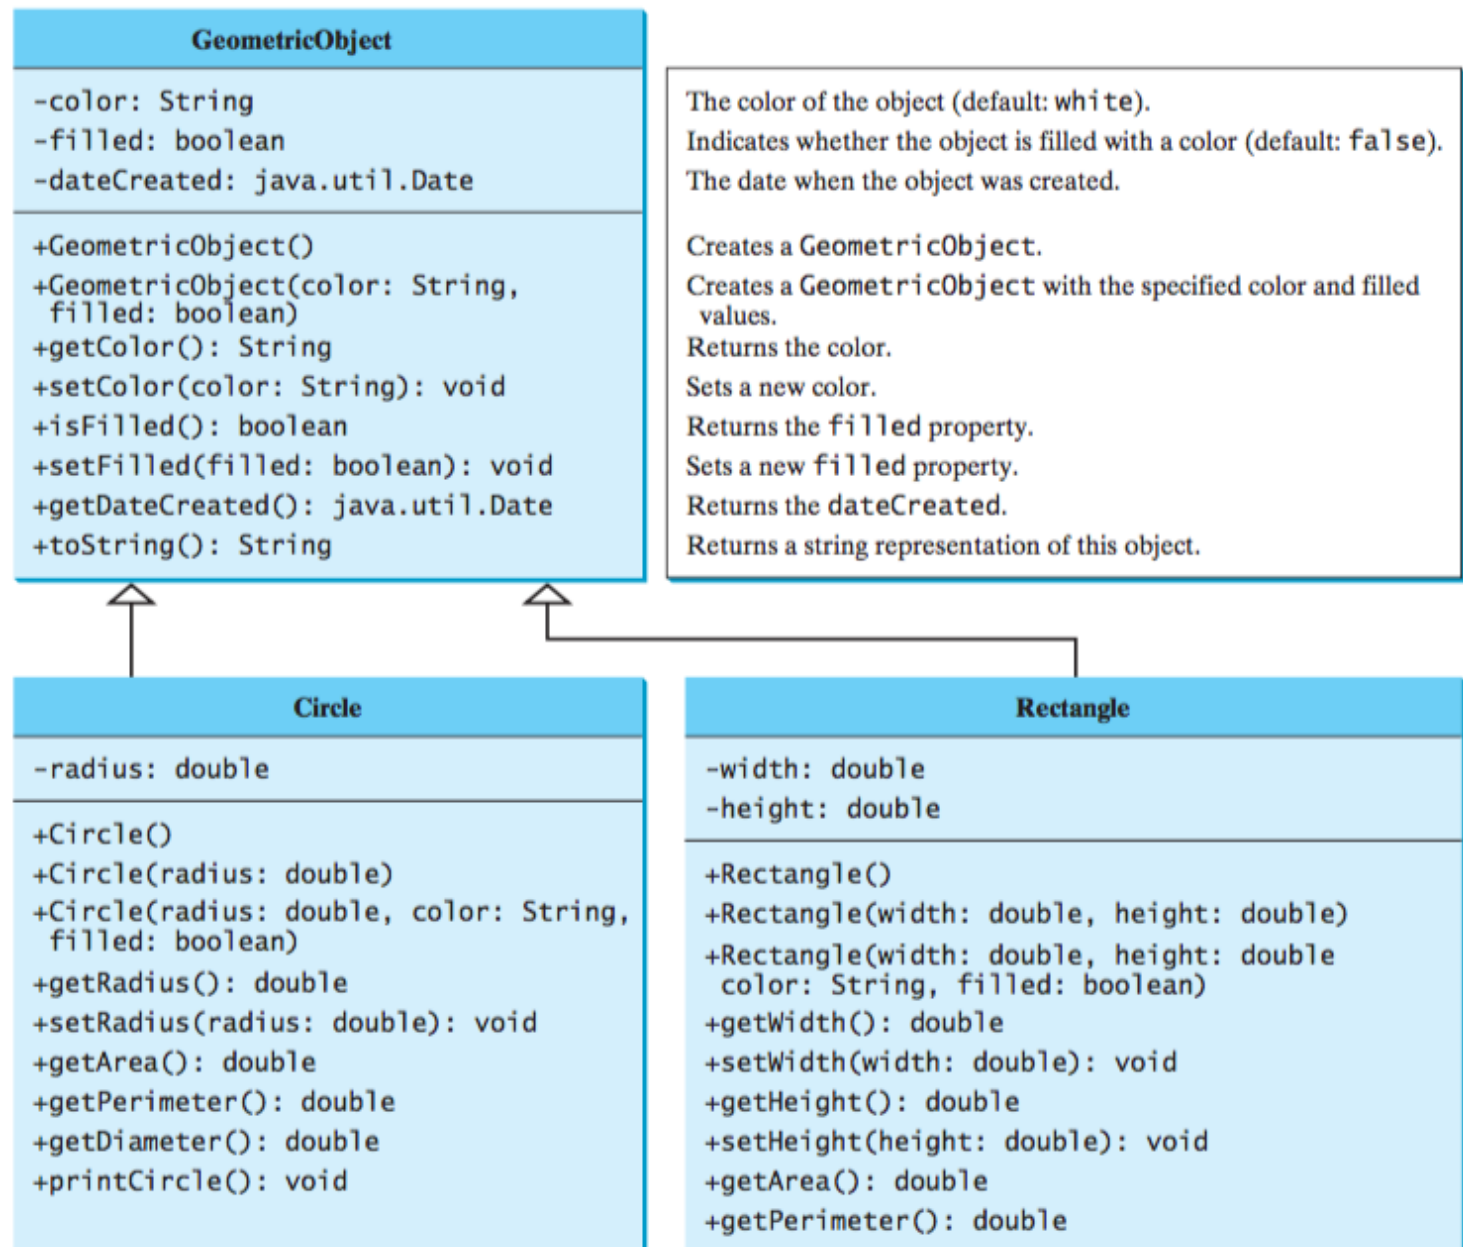 GeometricObject
-color: String
-filled: boolean
-dateCreated: java.util.Date
+GeometricObject()
+GeometricObject(color: String,
filled: boolean)
+getColor(): String
+setColor(color: String): void
+isFilled(): boolean
+setFilled(filled: boolean): void
+getDateCreated(): java.util.Date
+toString(): String
The color of the object (default: white).
Indicates whether the object is filled with a color (default: false).
The date when the object was created.
Creates a GeometricObject.
Creates a GeometricObject with the specified color and filled
values.
Returns the color.
Sets a new color.
Returns the filled property.
Sets a new filled property.
Returns the dateCreated.
Returns a string representation of this object.
Circle
-radius: double
+Circle()
+Circle(radius: double)
+Circle(radius: double, color: String,
filled: boolean)
+getRadius(): double
+setRadius(radius: double): void
+getArea(): double
+getPerimeter(): double
+getDiameter(): double
+printCircle(): void
Rectangle
-width: double
-height: double
+Rectangle()
+Rectangle(width: double, height: double)
+Rectangle(width: double, height: double
color: String, filled: boolean)
+getWidth(): double
+setWidth(width: double): void
+getHeight(): double
+setHeight(height: double): void
+getArea(): double
+getPerimeter(): double